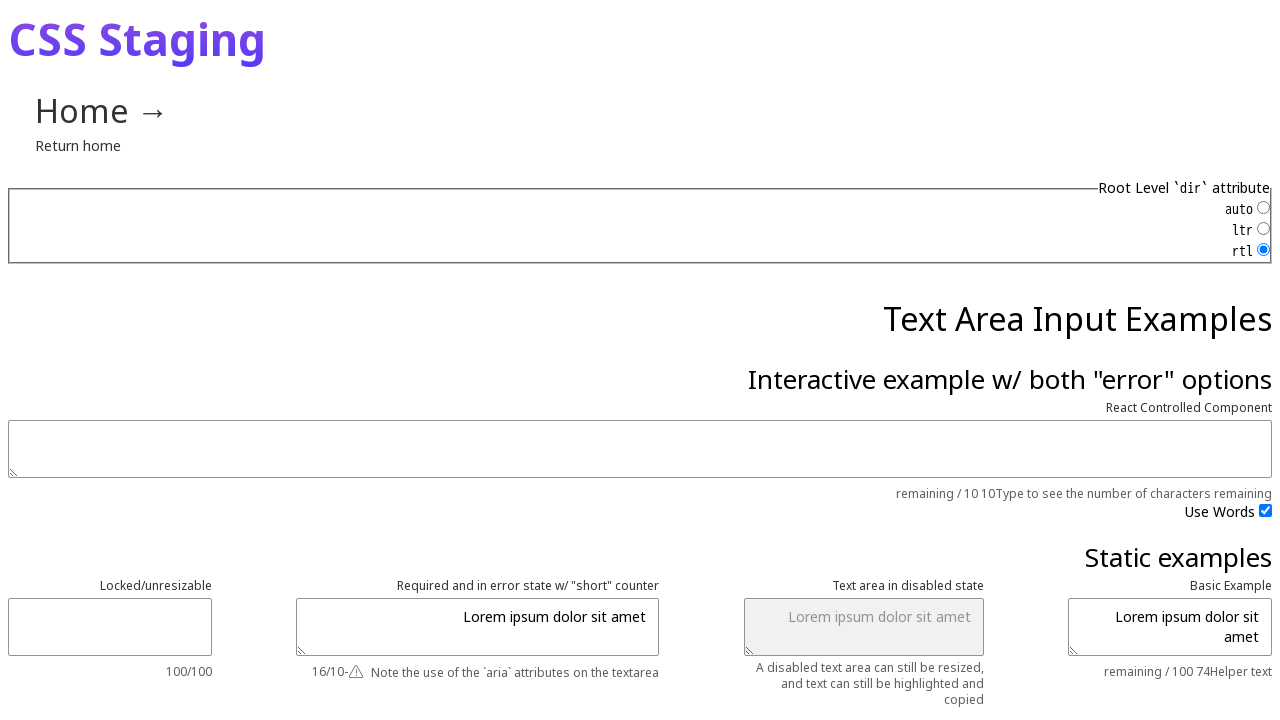 CSS Staging
Home →
Return home
Root Level `dir` attribute
auto
ltr
rtl
Text Area Input Examples
Interactive example w/ both "error" options
React Controlled Component
remaining / 10 10Type to see the number of characters remaining
Use Words
Static examples
Basic Example
Lorem ipsum dolor sit
amet
remaining / 100 74Helper text
Text area in disabled state
Lorem ipsum dolor sit amet
A disabled text area can still be resized,
and text can still be highlighted and
copied
Required and in error state w/ "short" counter
Lorem ipsum dolor sit amet
16/10- Note the use of the `aria` attributes on the textarea
Locked/unresizable
100/100